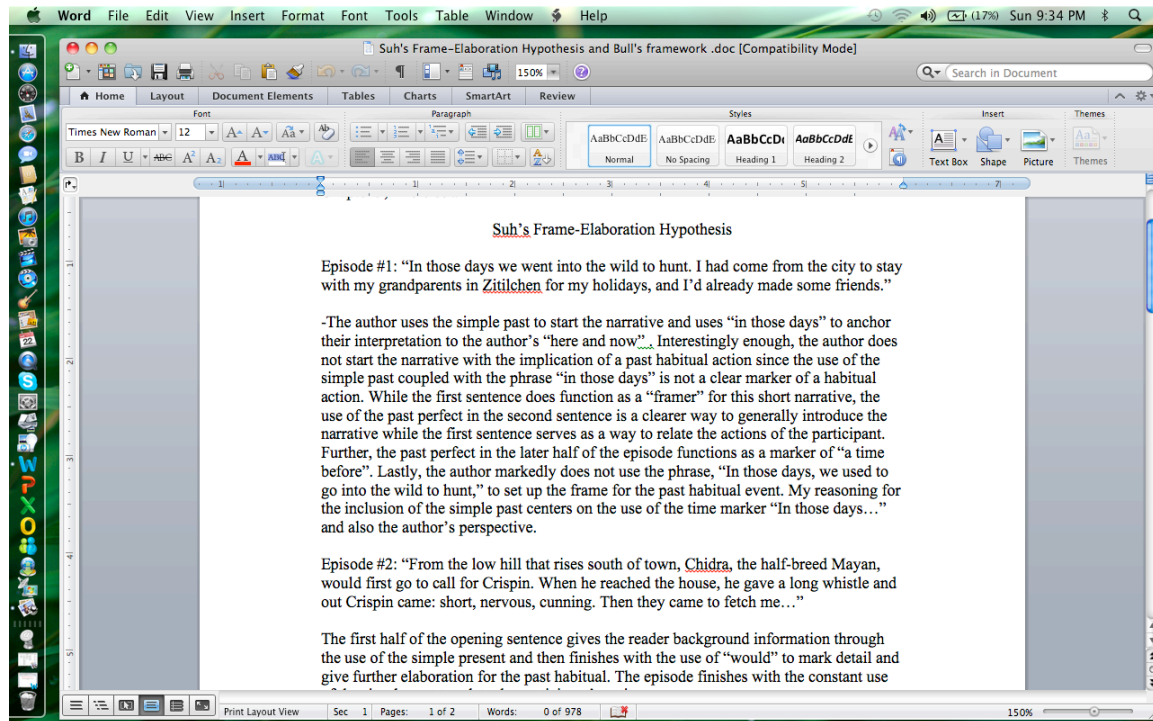 Word File Edit View Insert Format Font Tools Table Window Help (17%) Sun 9:34 PM
Suh's Frame-Elaboration Hypothesis and Bull's framework .doc [Compatibility Mode]
150% Search in Document
Home Layout Document Elements Tables Charts SmartArt Review
Font Paragraph Styles Insert Themes
Times New Roman 12 A A Aa Ab AaBbCcDdE AaBbCcDdE AaBbCcD AaBbCcDdE A Aa
B I U ABC A² A₂ A ABC A Normal No Spacing Heading 1 Heading 2 Text Box Shape Picture Themes
1 1 2 3 4 5 7
Suh's Frame-Elaboration Hypothesis
Episode #1: “In those days we went into the wild to hunt. I had come from the city to stay
with my grandparents in Zitilchen for my holidays, and I'd already made some friends.”
-The author uses the simple past to start the narrative and uses “in those days” to anchor
their interpretation to the author's “here and now” . Interestingly enough, the author does
not start the narrative with the implication of a past habitual action since the use of the
simple past coupled with the phrase “in those days” is not a clear marker of a habitual
action. While the first sentence does function as a “framer” for this short narrative, the
use of the past perfect in the second sentence is a clearer way to generally introduce the
narrative while the first sentence serves as a way to relate the actions of the participant.
Further, the past perfect in the later half of the episode functions as a marker of “a time
before”. Lastly, the author markedly does not use the phrase, “In those days, we used to
go into the wild to hunt,” to set up the frame for the past habitual event. My reasoning for
the inclusion of the simple past centers on the use of the time marker “In those days…”
and also the author's perspective.
Episode #2: “From the low hill that rises south of town, Chidra, the half-breed Mayan,
would first go to call for Crispin. When he reached the house, he gave a long whistle and
out Crispin came: short, nervous, cunning. Then they came to fetch me…”
The first half of the opening sentence gives the reader background information through
the use of the simple present and then finishes with the use of “would” to mark detail and
give further elaboration for the past habitual. The episode finishes with the constant use
Print Layout View Sec 1 Pages: 1 of 2 Words: 0 of 978 150%